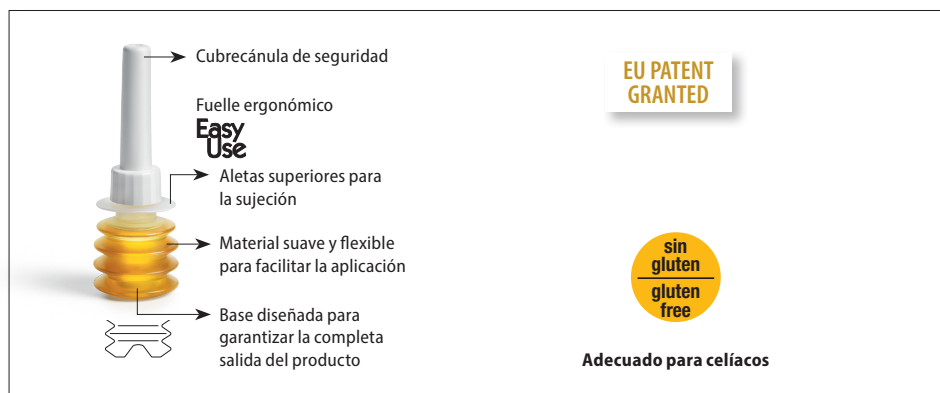 Cubrecánula de seguridad
Fuelle ergonómico
Easy
Use
Aletas superiores para
la sujeción
Material suave y flexible
para facilitar la aplicación
Base diseñada para
garantizar la completa
salida del producto
EU PATENT
GRANTED
sin
gluten
gluten
free
Adecuado para celíacos